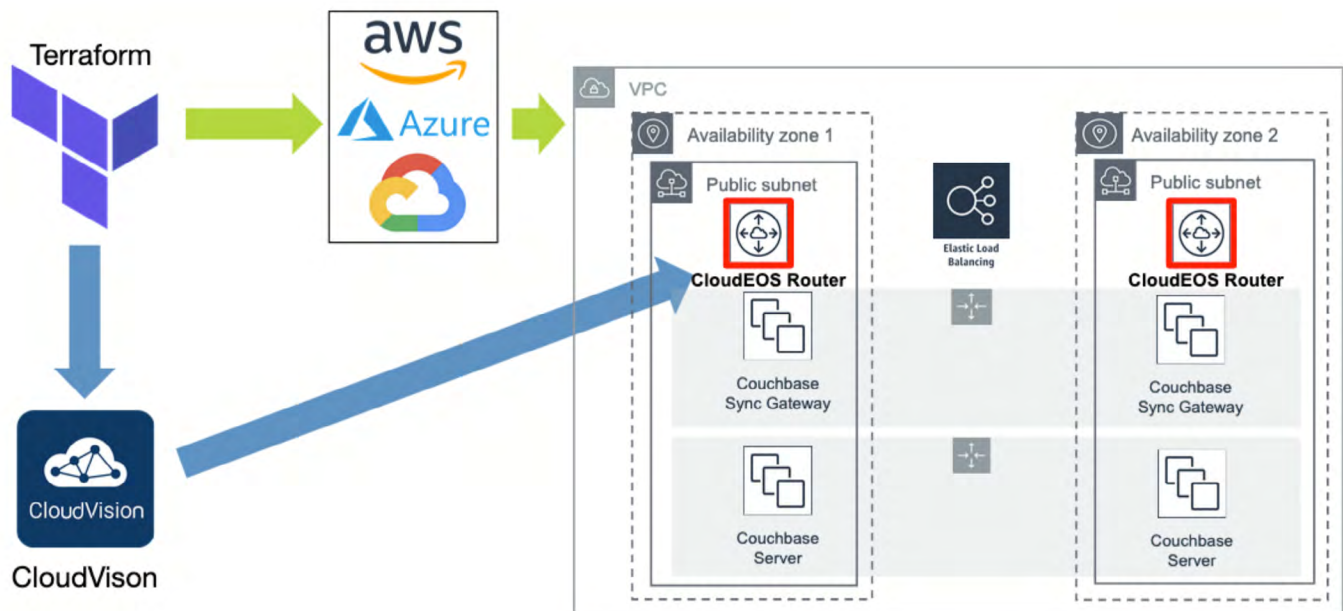 Terraform
aws
Azure
VPC
Availability zone 1
Availability zone 2
Public subnet
Public subnet
Elastic Load
Balancing
CloudEOS Router
CloudEOS Router
Couchbase
Sync Gateway
Couchbase
Sync Gateway
CloudVision
CloudVison
Couchbase
Server
Couchbase
Server